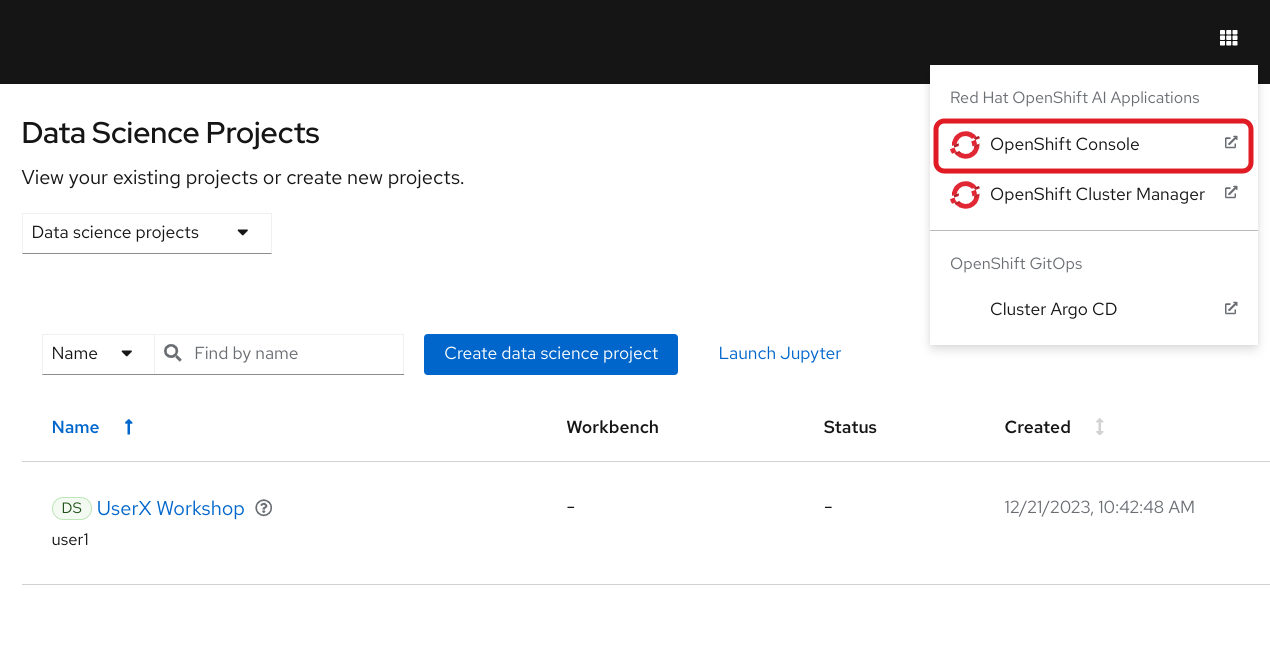 Red Hat OpenShift AI Applications
OpenShift Console
OpenShift Cluster Manager
OpenShift GitOps
Cluster Argo CD
Data Science Projects
View your existing projects or create new projects.
Data science projects
Name Find by name Create data science project Launch Jupyter
Name Workbench Status Created
DS UserX Workshop - - 12/21/2023, 10:42:48 AM
user1